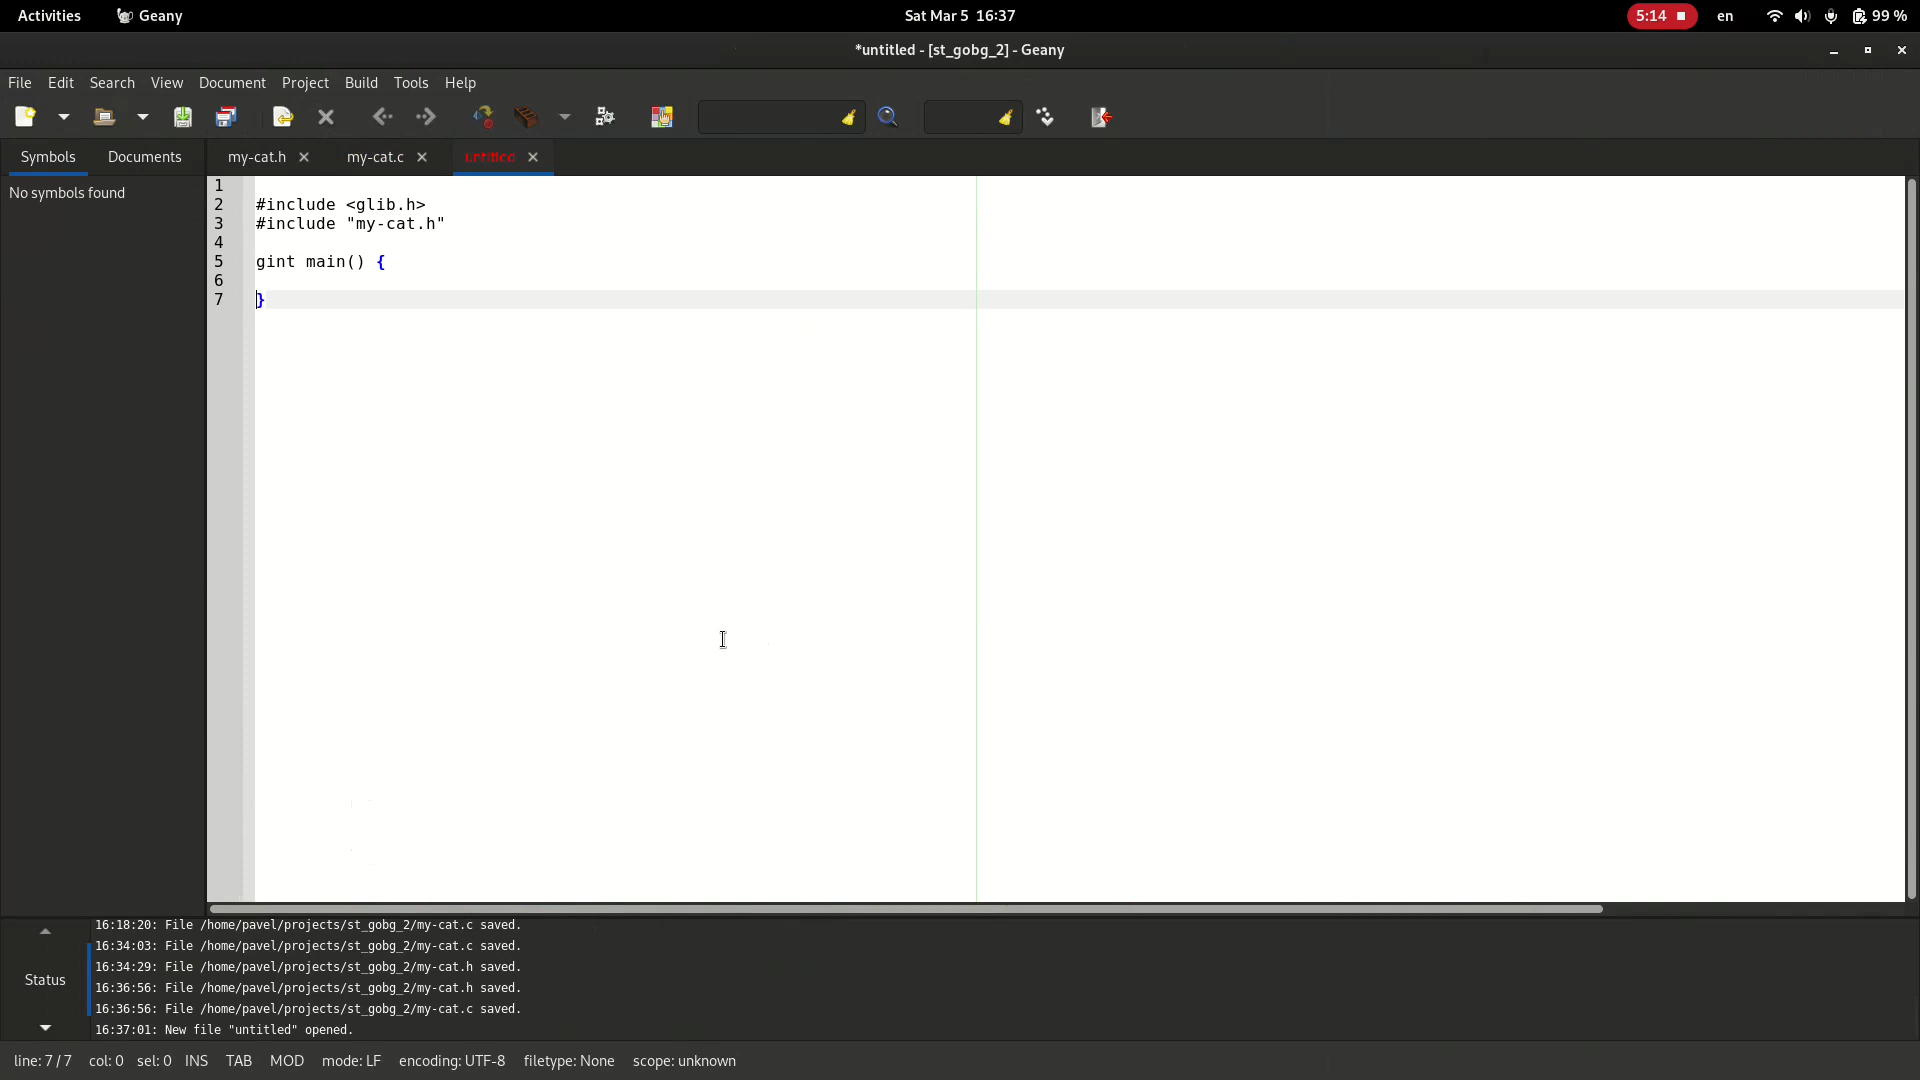 Activities
Geany
Sat Mar 5 16:37
5:14
en
99 %
*untitled - [st_gobg_2] - Geany
File Edit Search View Document Project Build Tools Help
Symbols Documents
my-cat.h my-cat.c untitled
No symbols found
1
2 #include <glib.h>
3 #include "my-cat.h"
4
5 gint main() {
6
7 }
16:18:20: File /home/pavel/projects/st_gobg_2/my-cat.c saved.
16:34:03: File /home/pavel/projects/st_gobg_2/my-cat.c saved.
16:34:29: File /home/pavel/projects/st_gobg_2/my-cat.h saved.
Status
16:36:56: File /home/pavel/projects/st_gobg_2/my-cat.h saved.
16:36:56: File /home/pavel/projects/st_gobg_2/my-cat.c saved.
16:37:01: New file "untitled" opened.
line: 7 / 7 col: 0 sel: 0 INS TAB MOD mode: LF encoding: UTF-8 filetype: None scope: unknown